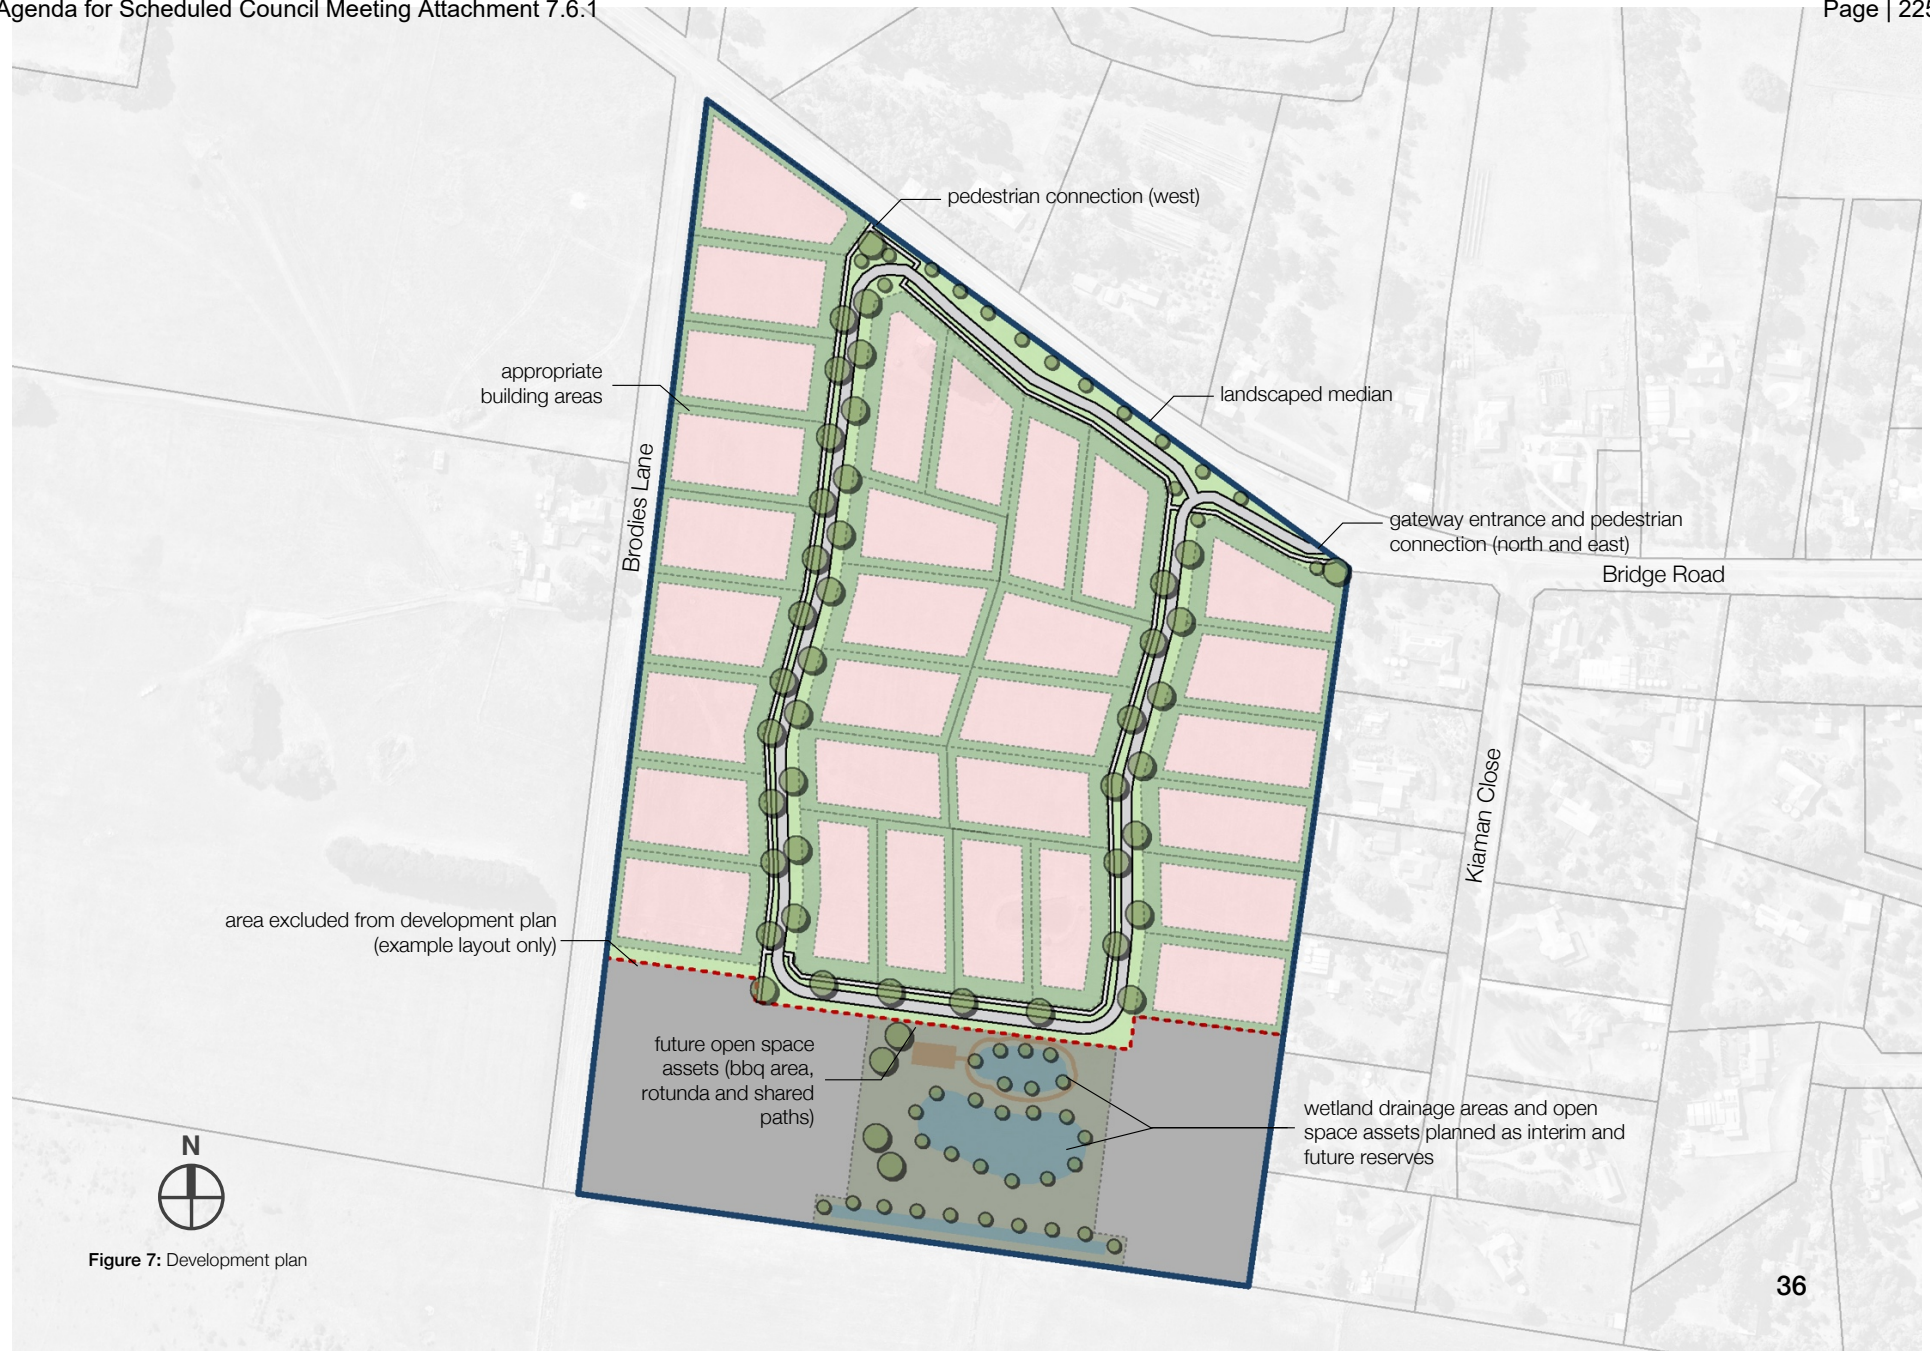 Agenda for Scheduled Council Meeting Attachment 7.6.1
Page | 225
pedestrian connection (west)
appropriate
building areas
landscaped median
Brodies Lane
gateway entrance and pedestrian
connection (north and east)
Bridge Road
Kiaman Close
area excluded from development plan
(example layout only)
future open space
assets (bbq area,
rotunda and shared
paths)
wetland drainage areas and open
space assets planned as interim and
future reserves
N
Figure 7: Development plan
36